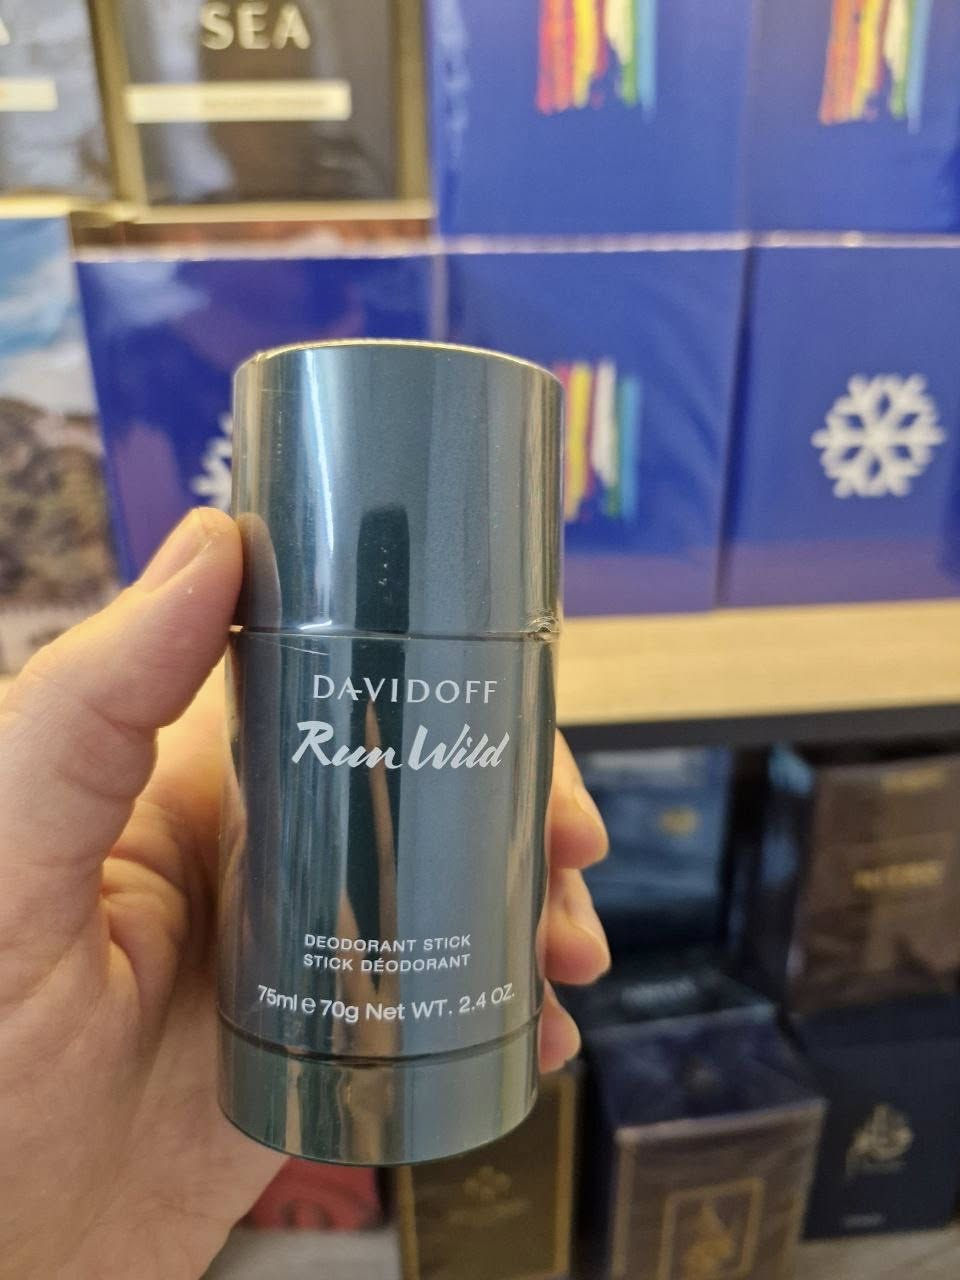 SEA
DAVIDOFF
Run Wild
DEODORANT STICK
STICK DÉODORANT
75ml e 70g Net WT. 2.4 OZ.